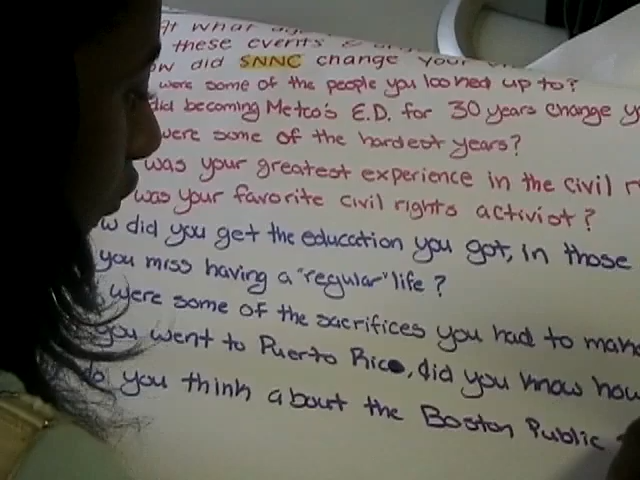 At what
these events
ow did SNNC change your
were some of the people you looked up to?
did becoming Metco's E.D. for 30 years change y
were some of the hardest years?
was your greatest experience in the civil r
was your favorite civil rights activist?
w did you get the education you got, in those
you miss having a "regular" life?
were some of the sacrifices you had to make
you went to Puerto Rico, did you know how
do you think about the Boston Public